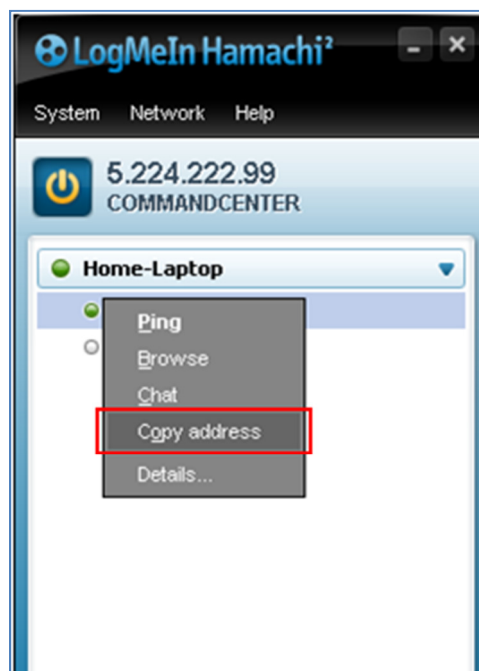 LogMeIn Hamachi²
System Network Help
5.224.222.99
COMMANDCENTER
Home-Laptop
Ping
Browse
Chat
Copy address
Details...